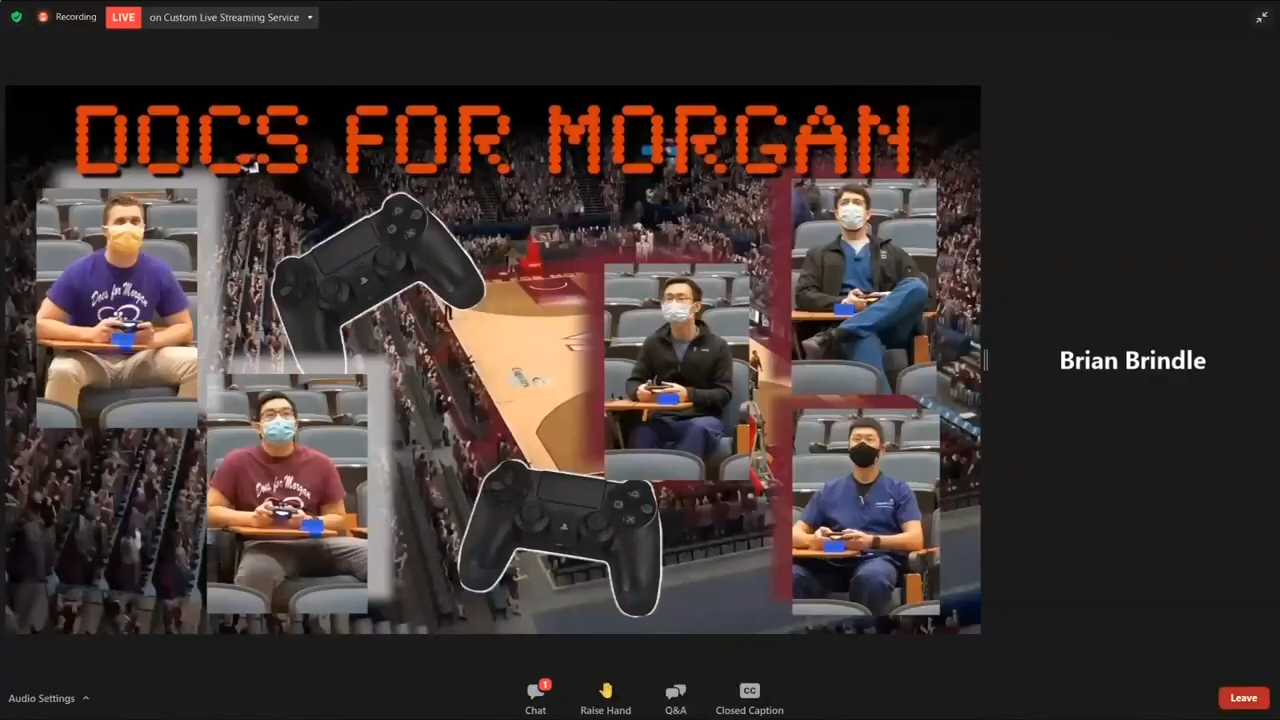 Recording
LIVE
on Custom Live Streaming Service
DOCS FOR MORGAN
Docs for Morgan
Docs for Morgan
Brian Brindle
Audio Settings
1
Chat
Raise Hand
Q&A
CC
Closed Caption
Leave